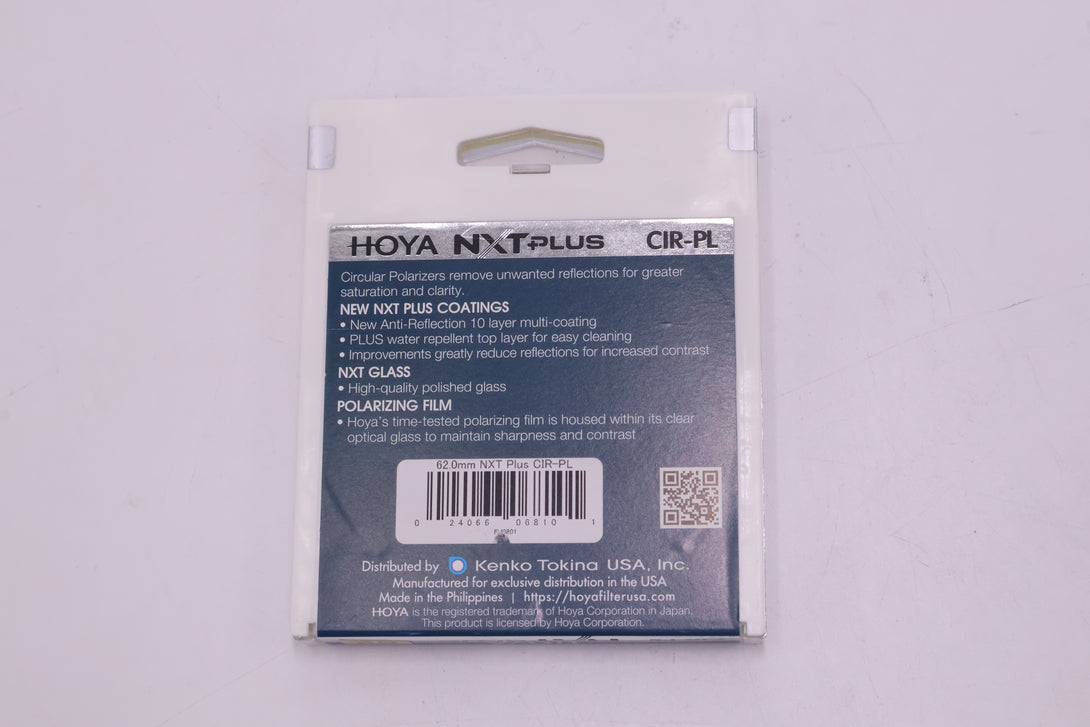 HOYA NXT PLUS CIR-PL
Circular Polarizers remove unwanted reflections for greater
saturation and clarity.
NEW NXT PLUS COATINGS
• New Anti-Reflection 10 layer multi-coating
• PLUS water repellent top layer for easy cleaning
• Improvements greatly reduce reflections for increased contrast
NXT GLASS
• High-quality polished glass
POLARIZING FILM
• Hoya's time-tested polarizing film is housed within its clear
optical glass to maintain sharpness and contrast
62.0mm NXT Plus CIR-PL
0 24066 06810 1
Distributed by Kenko Tokina USA, Inc.
Manufactured for exclusive distribution in the USA
Made in the Philippines | https://hoyafilterusa.com
HOYA is the registered trademark of Hoya Corporation in Japan.
This product is licensed by Hoya Corporation.